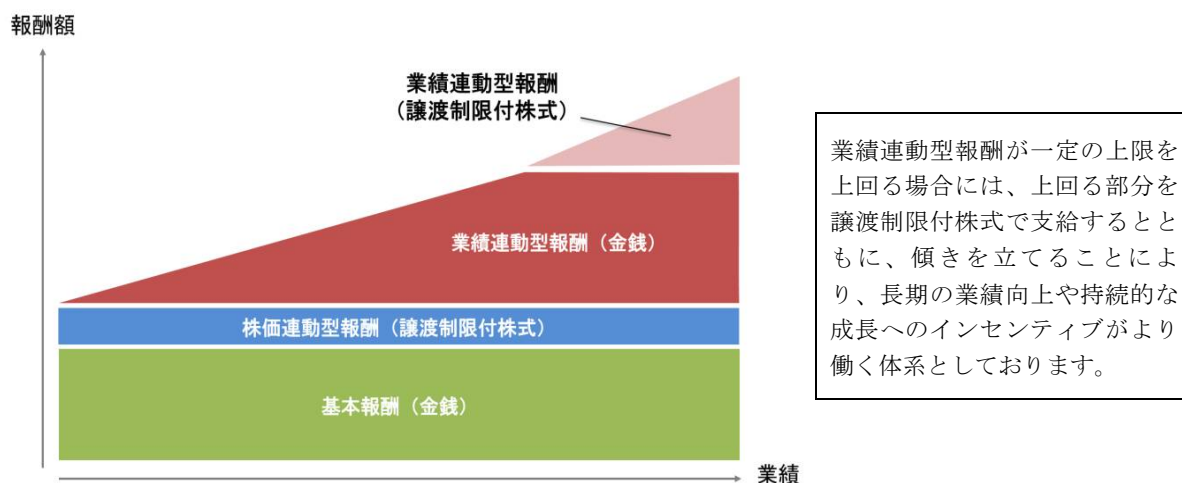 報酬額
業績連動型報酬
（譲渡制限付株式）
業績連動型報酬（金銭）
株価連動型報酬（譲渡制限付株式）
基本報酬（金銭）
業績
業績連動型報酬が一定の上限を
上回る場合には、上回る部分を
譲渡制限付株式で支給するとと
もに、傾きを立てることによ
り、長期の業績向上や持続的な
成長へのインセンティブがより
働く体系としております。